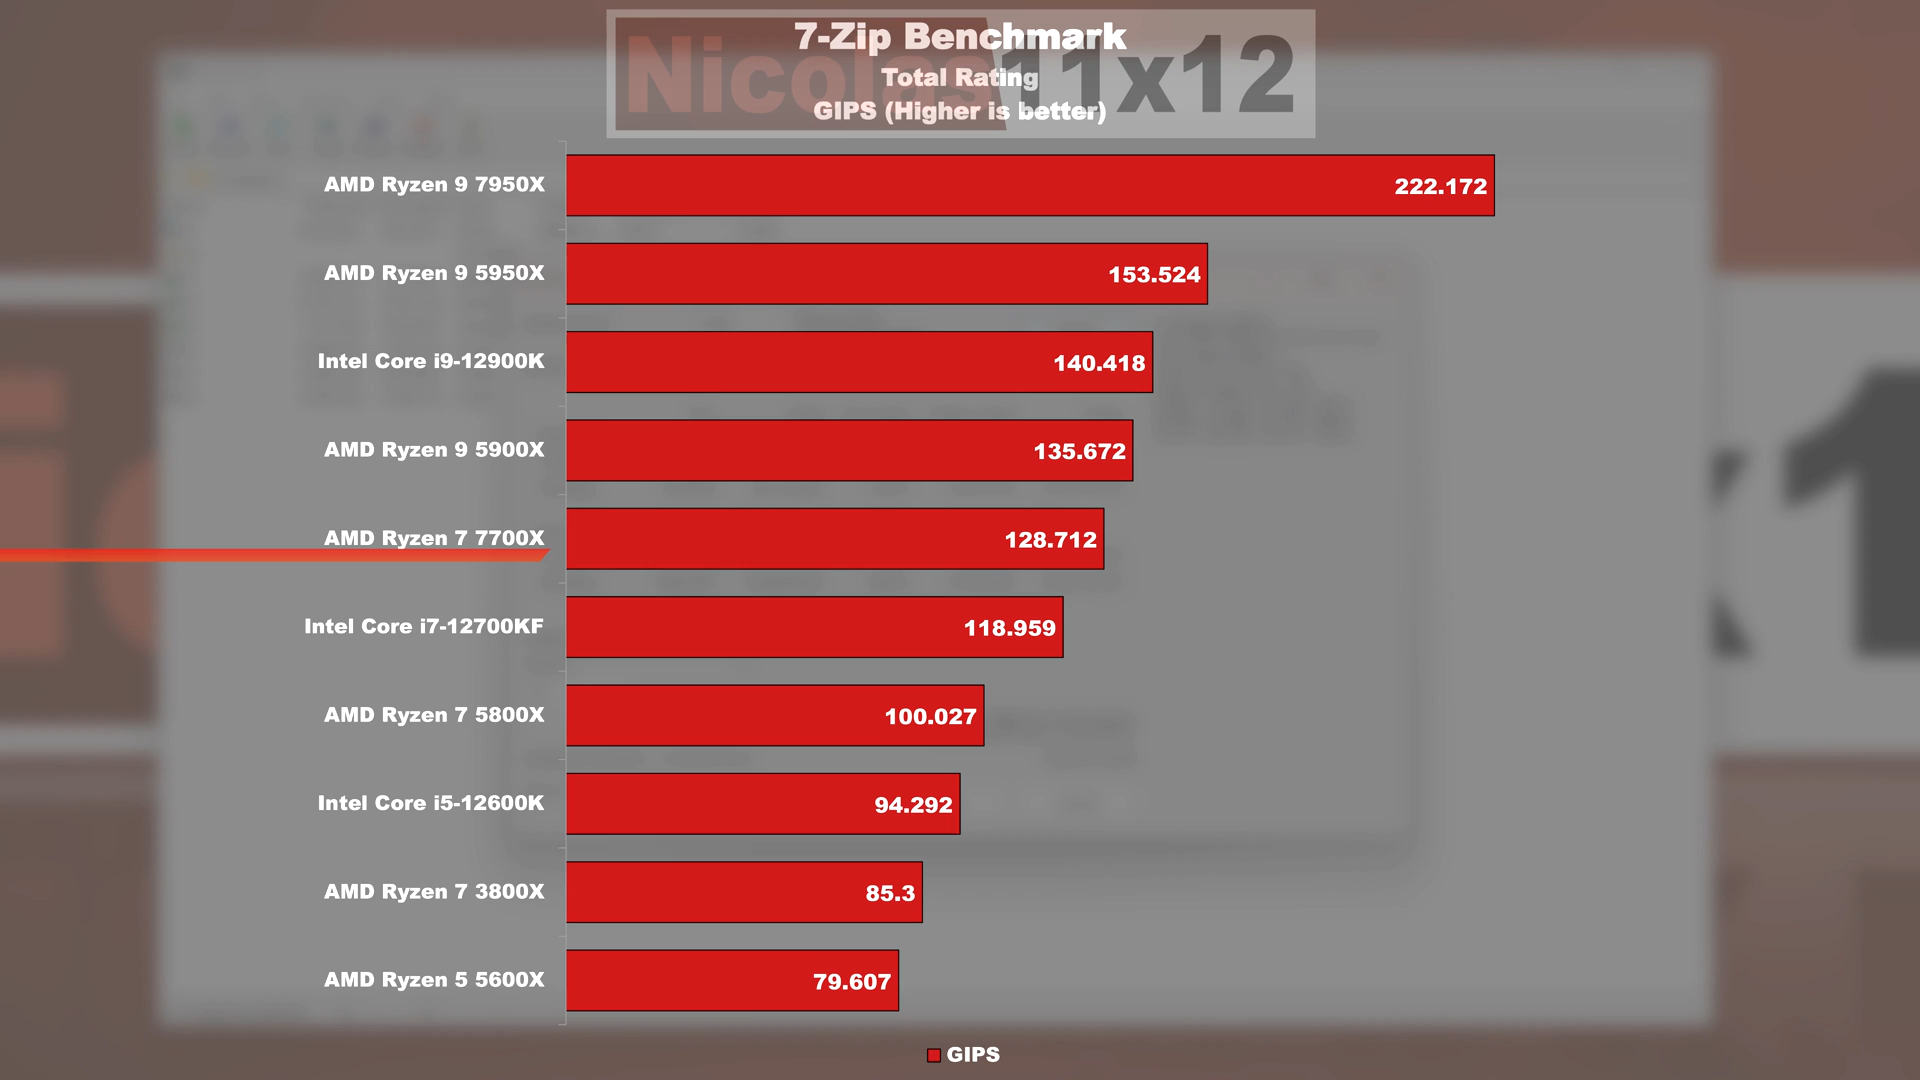 Nicolas11x12
7-Zip Benchmark
Total Rating
GIPS (Higher is better)
AMD Ryzen 9 7950X 222.172
AMD Ryzen 9 5950X 153.524
Intel Core i9-12900K 140.418
AMD Ryzen 9 5900X 135.672
AMD Ryzen 7 7700X 128.712
Intel Core i7-12700KF 118.959
AMD Ryzen 7 5800X 100.027
Intel Core i5-12600K 94.292
AMD Ryzen 7 3800X 85.3
AMD Ryzen 5 5600X 79.607
GIPS